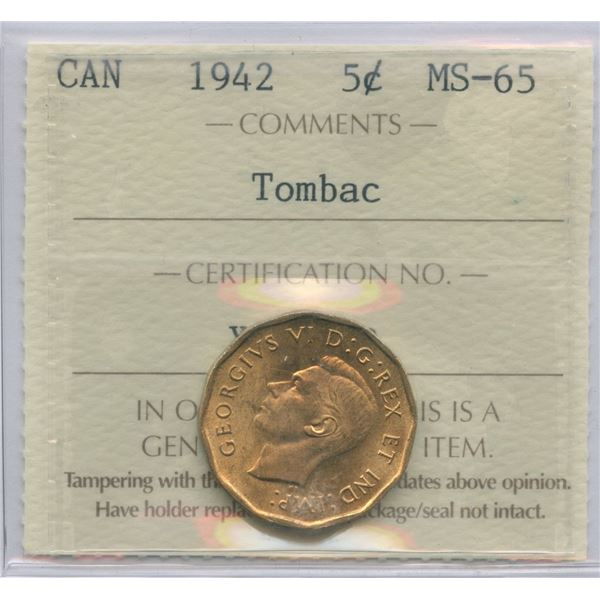 CAN 1942 5¢ MS-65
— COMMENTS —
Tombac
— CERTIFICATION NO. —
GEORGIVS VI D:G:REX ET IND:IMP:
IN O IS IS A
GEN ITEM.
Tampering with th dates above opinion.
Have holder repla ckage/seal not intact.